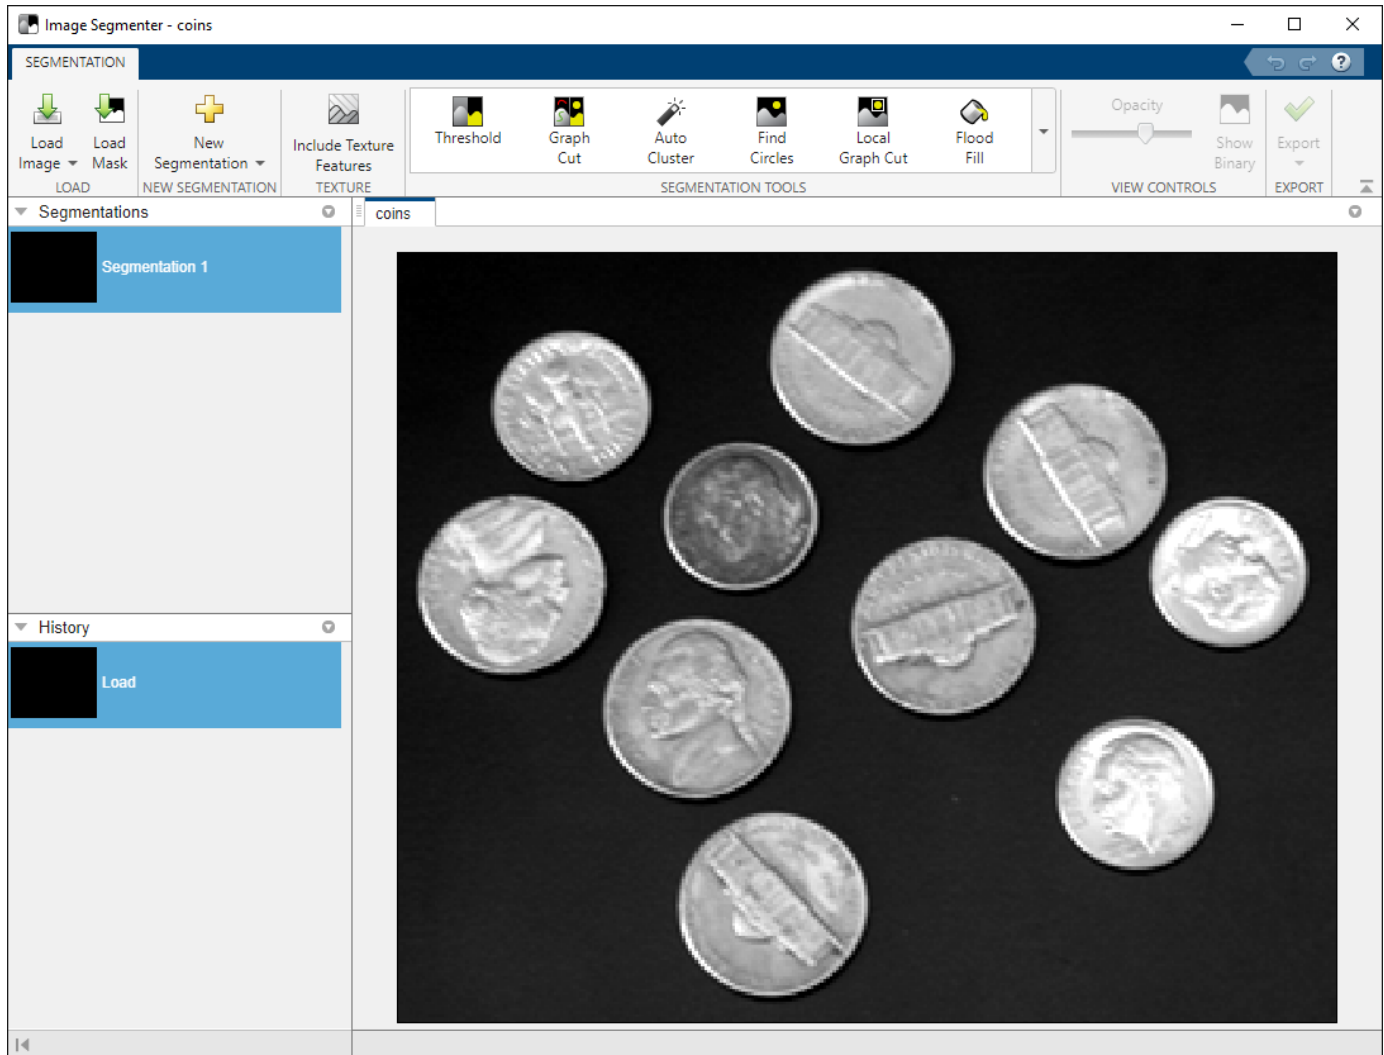 Image Segmenter - coins
SEGMENTATION
?
Load
Image
Load
Mask
LOAD
New
Segmentation
NEW SEGMENTATION
Include Texture
Features
TEXTURE
Threshold
Graph
Cut
Auto
Cluster
Find
Circles
Local
Graph Cut
Flood
Fill
SEGMENTATION TOOLS
Opacity
Show
Binary
VIEW CONTROLS
Export
EXPORT
Segmentations
coins
Segmentation 1
History
Load